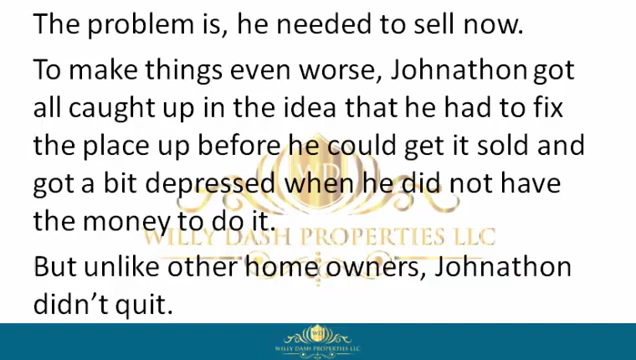 The problem is, he needed to sell now.
To make things even worse, Johnathon got
all caught up in the idea that he had to fix
the place up before he could get it sold and
got a bit depressed when he did not have
the money to do it.
WILLY DASH PROPERTIES LLC
But unlike other home owners, Johnathon
didn’t quit.
WILLY DASH PROPERTIES LLC